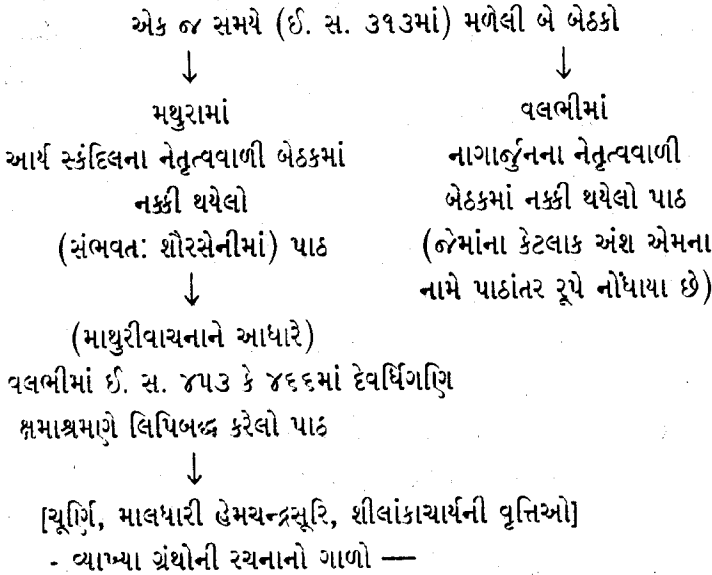 એક જ સમયે (ઈ. સ. ૩૧૩માં) મળેલી બે બેઠકો
↓
મથુરામાં
આર્ય સ્કંદિલના નેતૃત્વવાળી બેઠકમાં
નક્કી થયેલો
(સંભવત: શૌરસેનીમાં) પાઠ
↓
વલભીમાં
નાગાર્જુનના નેતૃત્વવાળી
બેઠકમાં નક્કી થયેલો પાઠ
(જેમાંના કેટલાક અંશ એમના
નામે પાઠાંતર રૂપે નોંધાયા છે)
↓
(માથુરીવાચનાને આધારે)
વલભીમાં ઈ. સ. ૪૫૩ કે ૪૬૬માં દેવર્ધિગણિ
ક્ષમાશ્રમણે લિપિબદ્ધ કરેલો પાઠ
↓
[ચૂર્ણિ, માલધારી હેમચન્દ્રસૂરિ, શીલાંકાચાર્યની વૃત્તિઓ]
- વ્યાખ્યા ગ્રંથોની રચનાનો ગાળો —